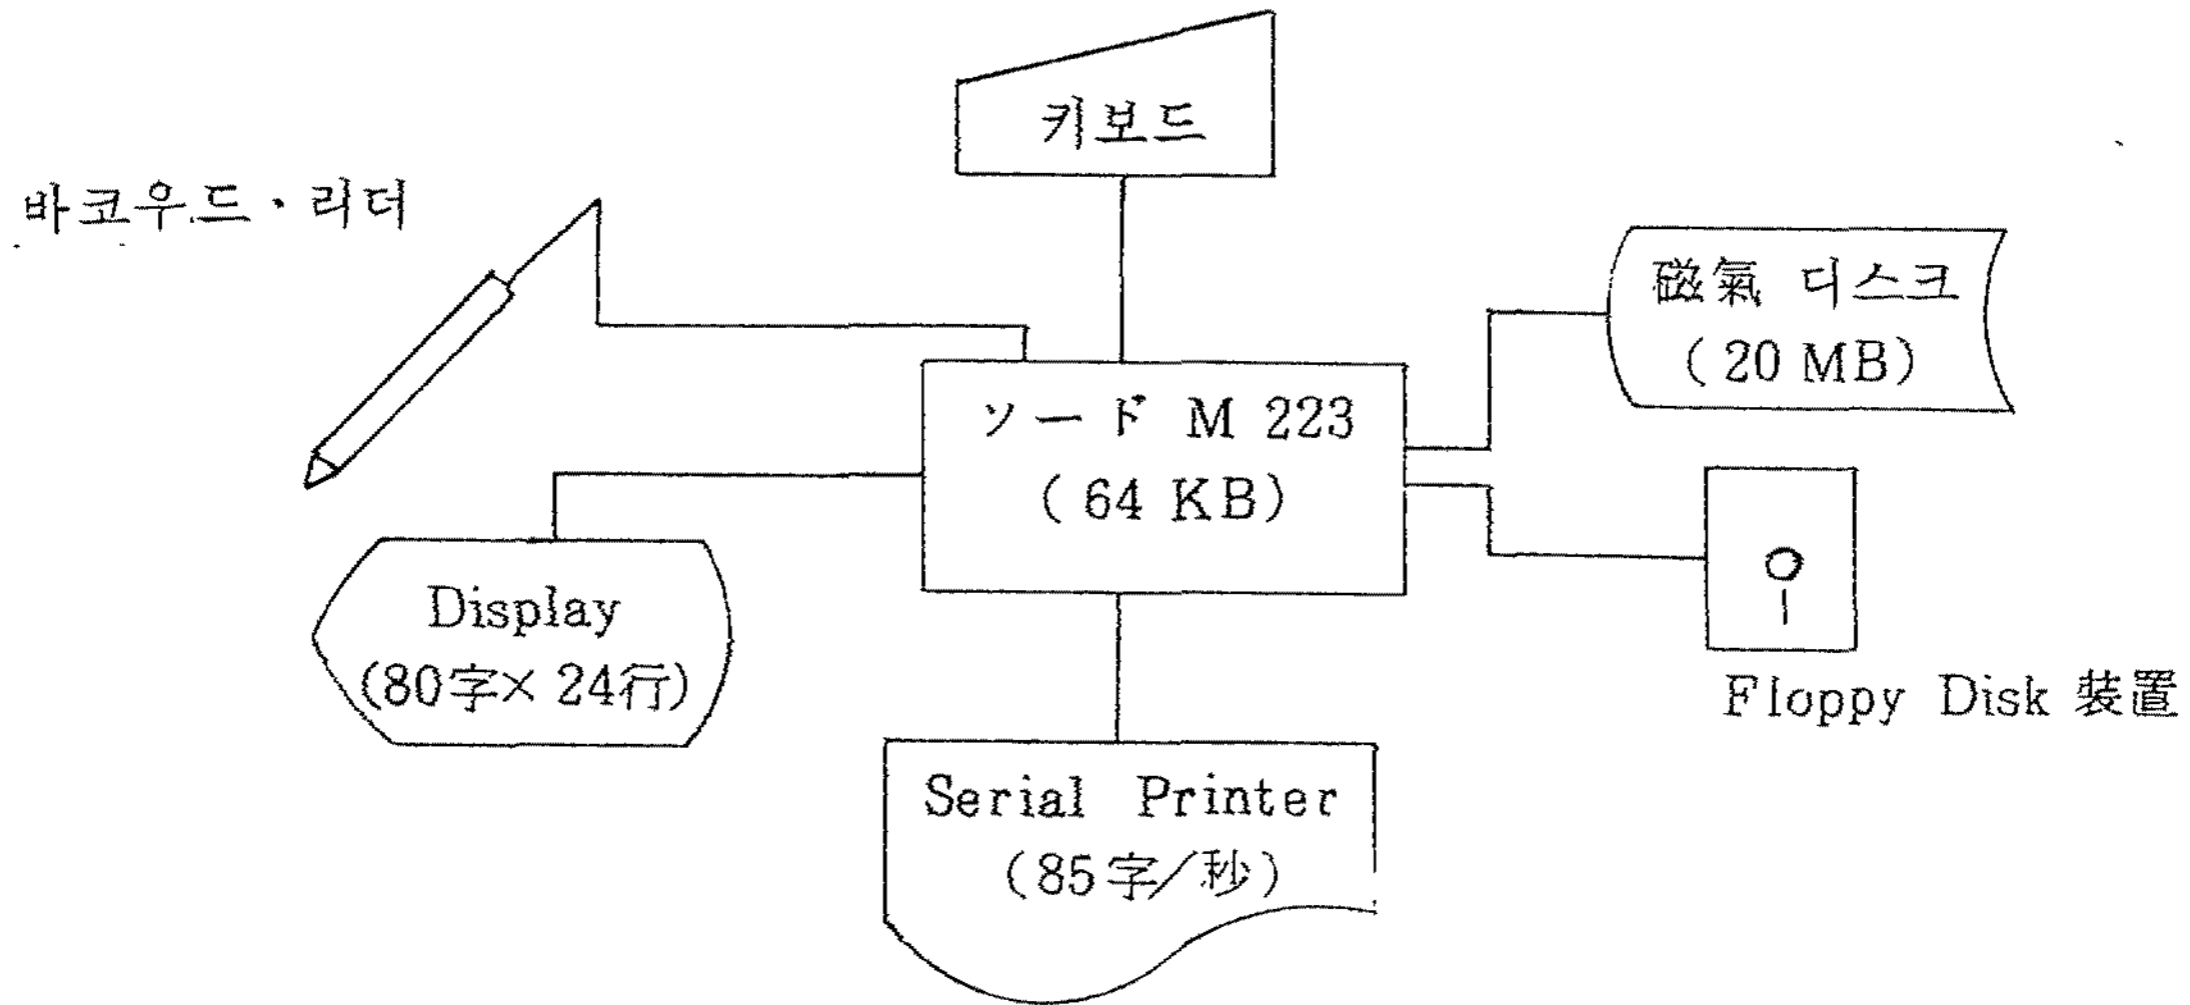 키보드
바코우드·리더
磁氣 디스크
(20 MB)
ソード M 223
(64 KB)
Display
(80字×24行)
Floppy Disk 装置
Serial Printer
(85字/秒)